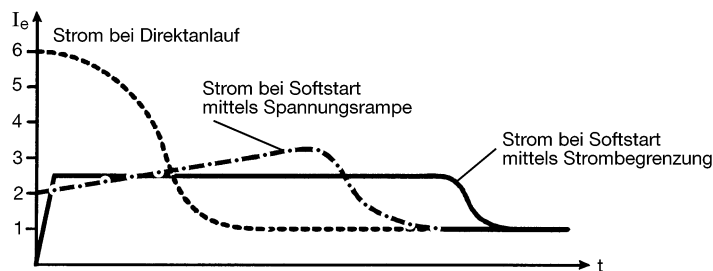 Iₑ
Strom bei Direktanlauf
6
5
4
3
2
1
Strom bei Softstart
mittels Spannungsrampe
Strom bei Softstart
mittels Strombegrenzung
t